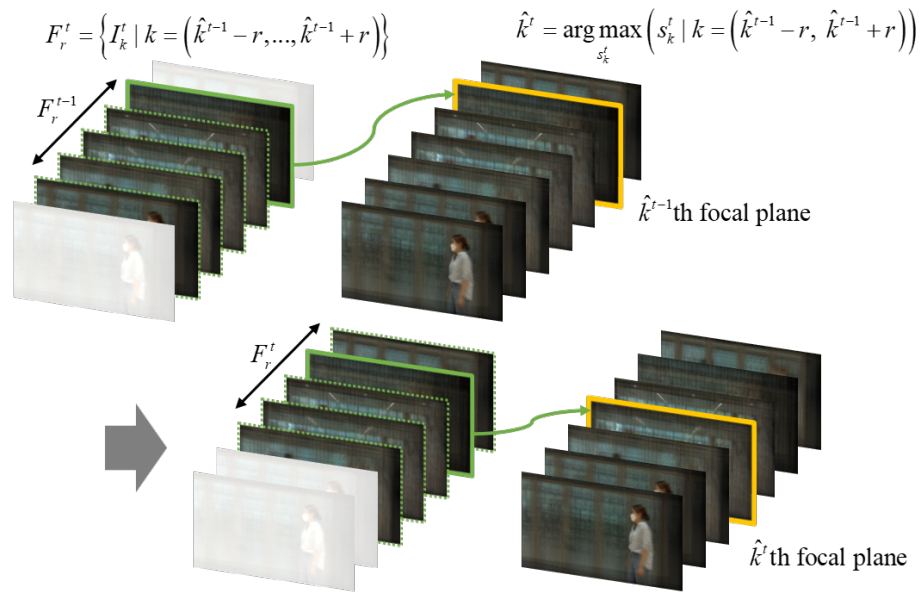 F_r^t = { I_k^t | k = ( k̂^{t-1} − r,..., k̂^{t-1} + r ) }
k̂^t = arg max_{s_k^t} ( s_k^t | k = ( k̂^{t-1} − r, k̂^{t-1} + r ) )
F_r^{t-1}
k̂^{t-1}th focal plane
F_r^t
k̂^t th focal plane